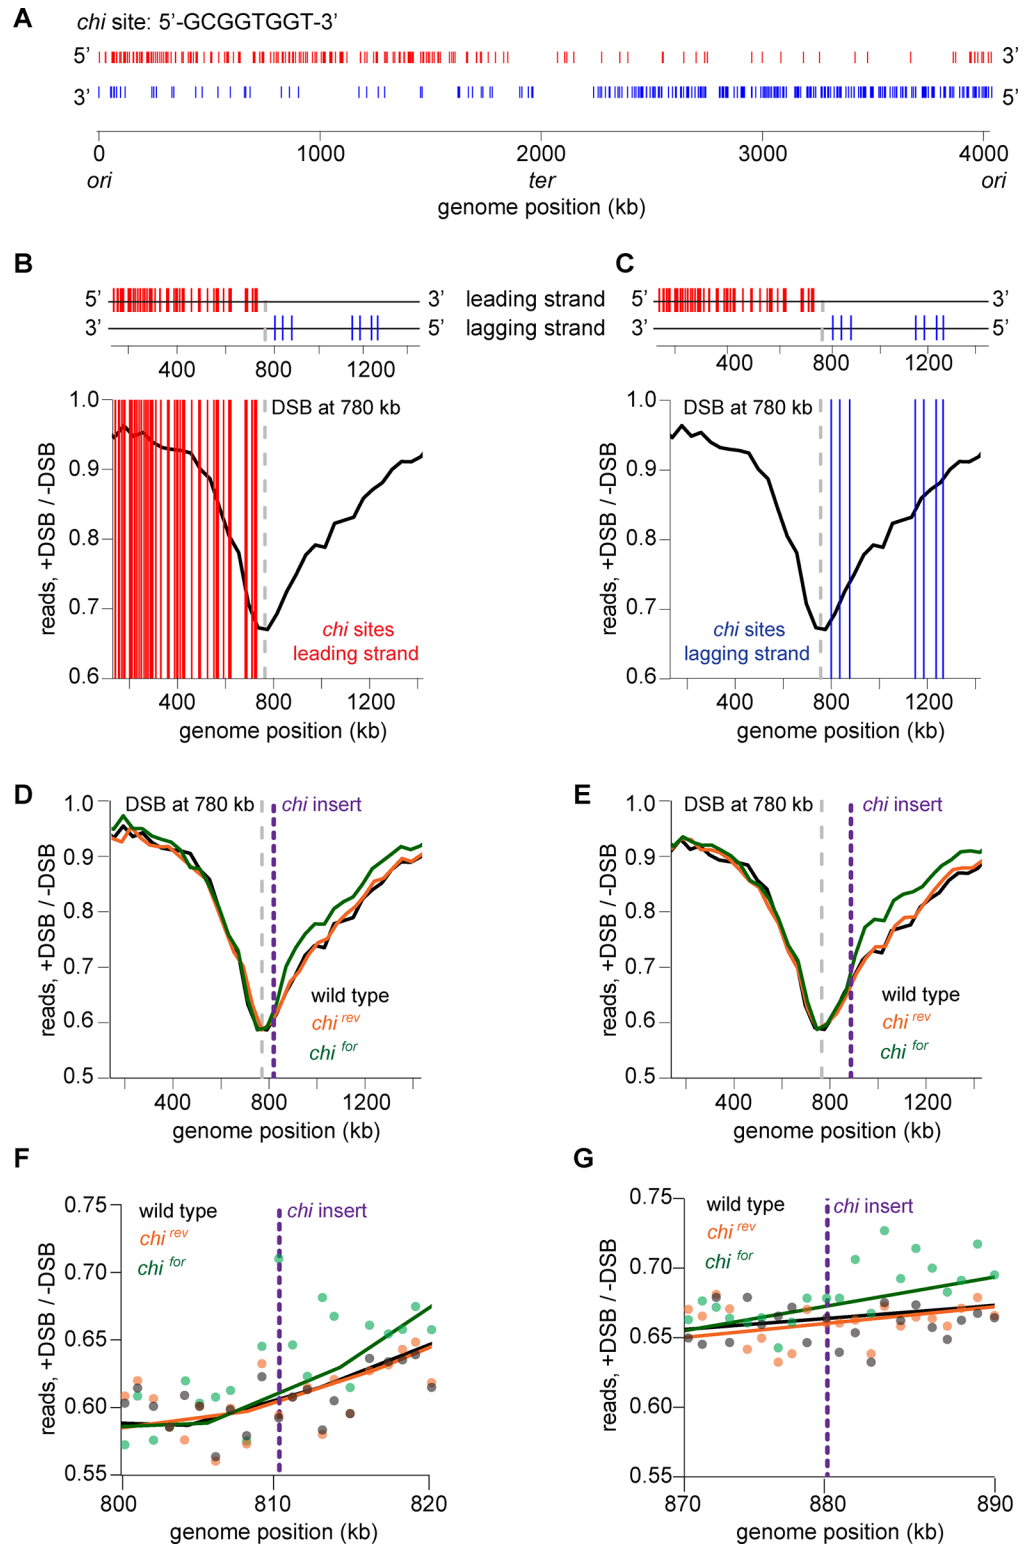 A
chi site: 5’-GCGGTGGT-3’
5’ 3’
3’ 5’
0 1000 2000 3000 4000
ori ter ori
genome position (kb)
B
5’ 3’
3’ 5’
leading strand
lagging strand
400 800 1200
1.0
0.9
0.8
0.7
0.6
reads, +DSB / -DSB
DSB at 780 kb
chi sites
leading strand
400 800 1200
genome position (kb)
C
5’ 3’
3’ 5’
400 800 1200
1.0
0.9
0.8
0.7
0.6
reads, +DSB / -DSB
DSB at 780 kb
chi sites
lagging strand
400 800 1200
genome position (kb)
D
1.0
0.9
0.8
0.7
0.6
0.5
reads, +DSB / -DSB
DSB at 780 kb
chi insert
wild type
chi rev
chi for
400 800 1200
genome position (kb)
E
1.0
0.9
0.8
0.7
0.6
0.5
reads, +DSB / -DSB
DSB at 780 kb
chi insert
wild type
chi rev
chi for
400 800 1200
genome position (kb)
F
0.75
0.70
0.65
0.60
0.55
reads, +DSB / -DSB
wild type
chi rev
chi for
chi insert
800 810 820
genome position (kb)
G
0.75
0.70
0.65
0.60
0.55
reads, +DSB / -DSB
wild type
chi rev
chi for
chi insert
870 880 890
genome position (kb)